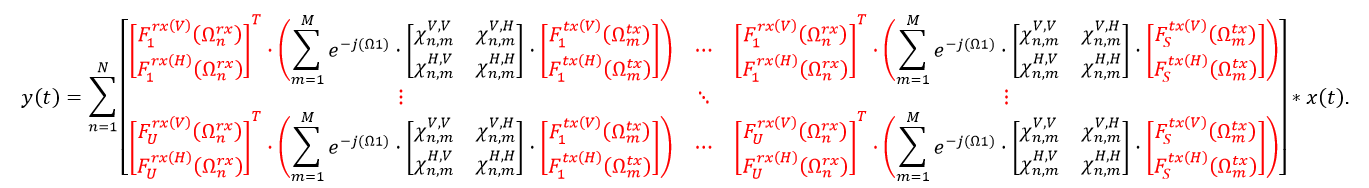 y(t) = \sum_{n=1}^{N} \begin{bmatrix} \begin{bmatrix} F_1^{rx(V)}(\Omega_n^{rx}) \\ F_1^{rx(H)}(\Omega_n^{rx}) \end{bmatrix}^T \cdot \left( \sum_{m=1}^{M} e^{-j(\Omega 1)} \cdot \begin{bmatrix} \chi_{n,m}^{V,V} & \chi_{n,m}^{V,H} \\ \chi_{n,m}^{H,V} & \chi_{n,m}^{H,H} \end{bmatrix} \cdot \begin{bmatrix} F_1^{tx(V)}(\Omega_m^{tx}) \\ F_1^{tx(H)}(\Omega_m^{tx}) \end{bmatrix} \right) & \cdots & \begin{bmatrix} F_1^{rx(V)}(\Omega_n^{rx}) \\ F_1^{rx(H)}(\Omega_n^{rx}) \end{bmatrix}^T \cdot \left( \sum_{m=1}^{M} e^{-j(\Omega 1)} \cdot \begin{bmatrix} \chi_{n,m}^{V,V} & \chi_{n,m}^{V,H} \\ \chi_{n,m}^{H,V} & \chi_{n,m}^{H,H} \end{bmatrix} \cdot \begin{bmatrix} F_S^{tx(V)}(\Omega_m^{tx}) \\ F_S^{tx(H)}(\Omega_m^{tx}) \end{bmatrix} \right) \\ \vdots & \ddots & \vdots \\ \begin{bmatrix} F_U^{rx(V)}(\Omega_n^{rx}) \\ F_U^{rx(H)}(\Omega_n^{rx}) \end{bmatrix}^T \cdot \left( \sum_{m=1}^{M} e^{-j(\Omega 1)} \cdot \begin{bmatrix} \chi_{n,m}^{V,V} & \chi_{n,m}^{V,H} \\ \chi_{n,m}^{H,V} & \chi_{n,m}^{H,H} \end{bmatrix} \cdot \begin{bmatrix} F_1^{tx(V)}(\Omega_m^{tx}) \\ F_1^{tx(H)}(\Omega_m^{tx}) \end{bmatrix} \right) & \cdots & \begin{bmatrix} F_U^{rx(V)}(\Omega_n^{rx}) \\ F_U^{rx(H)}(\Omega_n^{rx}) \end{bmatrix}^T \cdot \left( \sum_{m=1}^{M} e^{-j(\Omega 1)} \cdot \begin{bmatrix} \chi_{n,m}^{V,V} & \chi_{n,m}^{V,H} \\ \chi_{n,m}^{H,V} & \chi_{n,m}^{H,H} \end{bmatrix} \cdot \begin{bmatrix} F_S^{tx(V)}(\Omega_m^{tx}) \\ F_S^{tx(H)}(\Omega_m^{tx}) \end{bmatrix} \right) \end{bmatrix} * x(t).